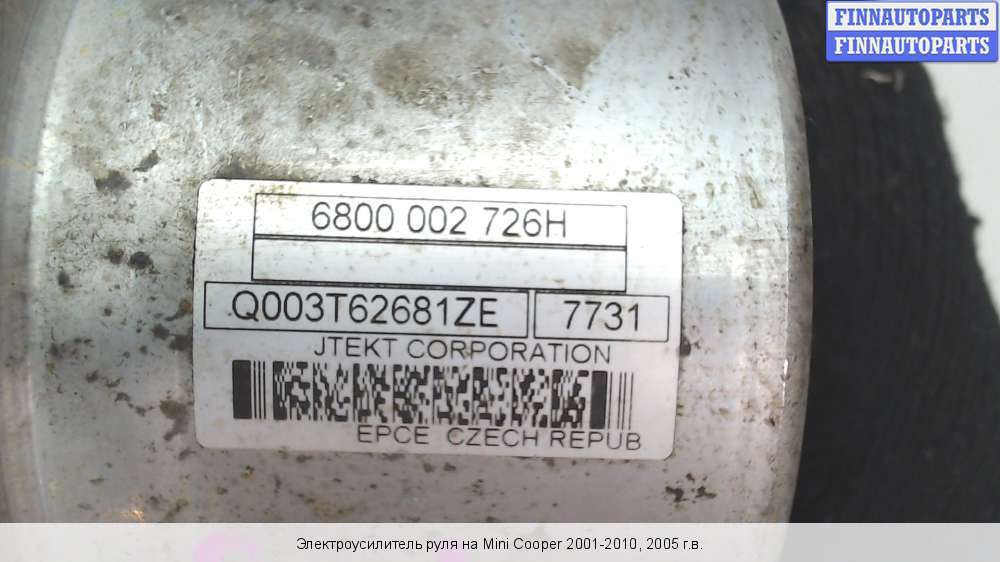 FINNAUTOPARTS
FINNAUTOPARTS
6800 002 726H
Q003T62681ZE 7731
JTEKT CORPORATION
EPCE CZECH REPUB
Электроусилитель руля на Mini Cooper 2001-2010, 2005 г.в.